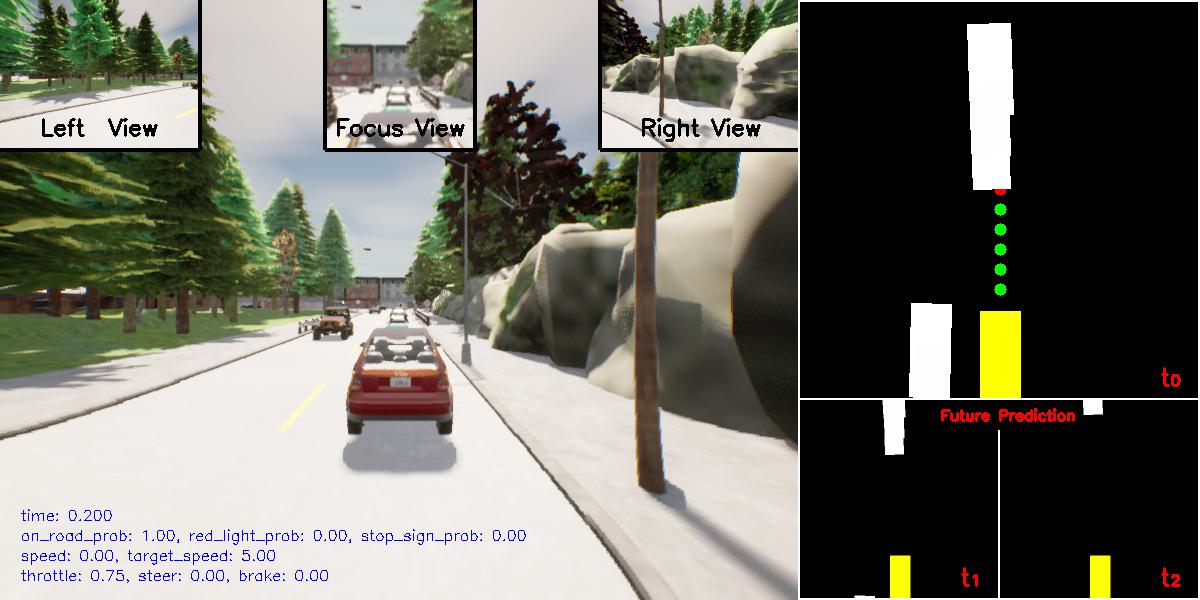 Left View
Focus View
Right View
t0
Future Prediction
t1
t2
time: 0.200
on_road_prob: 1.00, red_light_prob: 0.00, stop_sign_prob: 0.00
speed: 0.00, target_speed: 5.00
throttle: 0.75, steer: 0.00, brake: 0.00